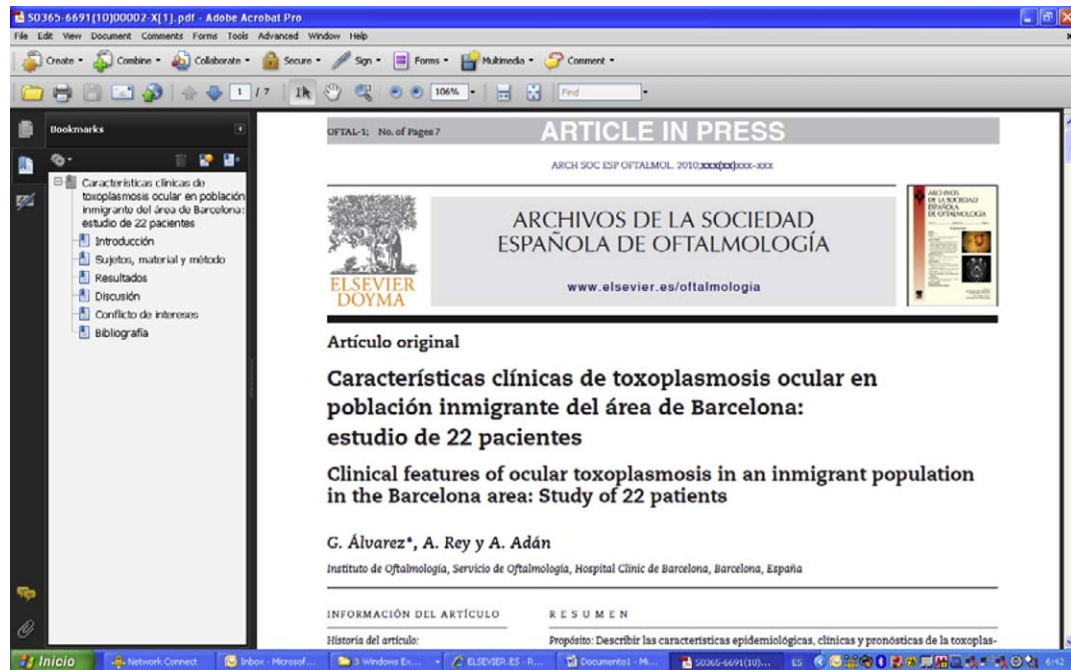 S0365-6691(10)00002-X[1].pdf - Adobe Acrobat Pro
File Edit View Document Comments Forms Tools Advanced Window Help
Create Combine Collaborate Secure Sign Forms Multimedia Comment
1 / 7 106% Find
Bookmarks
Características clínicas de
toxoplasmosis ocular en población
inmigrante del área de Barcelona:
estudio de 22 pacientes
Introducción
Sujetos, material y método
Resultados
Discusión
Conflicto de intereses
Bibliografía
OFTAL-1; No. of Pages 7
ARTICLE IN PRESS
ARCH SOC ESP OFTALMOL. 2010;xxx(xx):xxx–xxx
ELSEVIER
DOYMA
ARCHIVOS DE LA SOCIEDAD
ESPAÑOLA DE OFTALMOLOGÍA
www.elsevier.es/oftalmologia
ARCHIVOS
DE LA SOCIEDAD
ESPAÑOLA
DE OFTALMOLOGÍA
Artículo original
Características clínicas de toxoplasmosis ocular en
población inmigrante del área de Barcelona:
estudio de 22 pacientes
Clinical features of ocular toxoplasmosis in an inmigrant population
in the Barcelona area: Study of 22 patients
G. Álvarez*, A. Rey y A. Adán
Instituto de Oftalmología, Servicio de Oftalmología, Hospital Clínic de Barcelona, Barcelona, España
INFORMACIÓN DEL ARTÍCULO
Historia del artículo:
RESUMEN
Propósito: Describir las características epidemiológicas, clínicas y pronósticas de la toxoplas-
Inicio Network Connect Inbox - Microsof... 3 Windows Ex... ELSEVIER.ES - R... Documento1 - Mi... S0365-6691(10)... ES 6:42